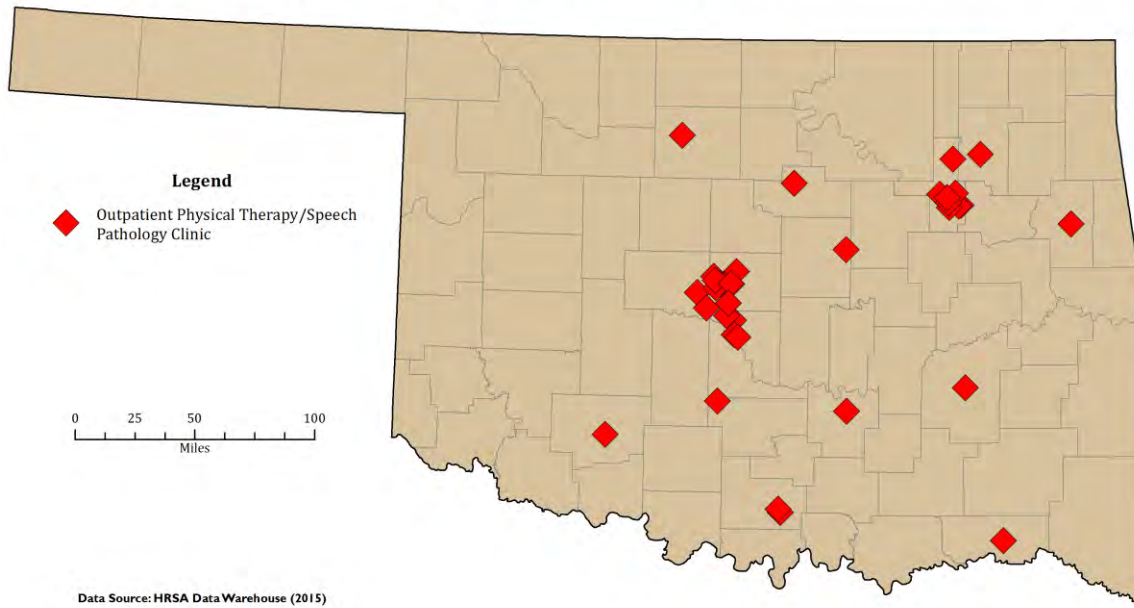 Legend
Outpatient Physical Therapy/Speech
Pathology Clinic
0 25 50 100
Miles
Data Source: HRSA Data Warehouse (2015)